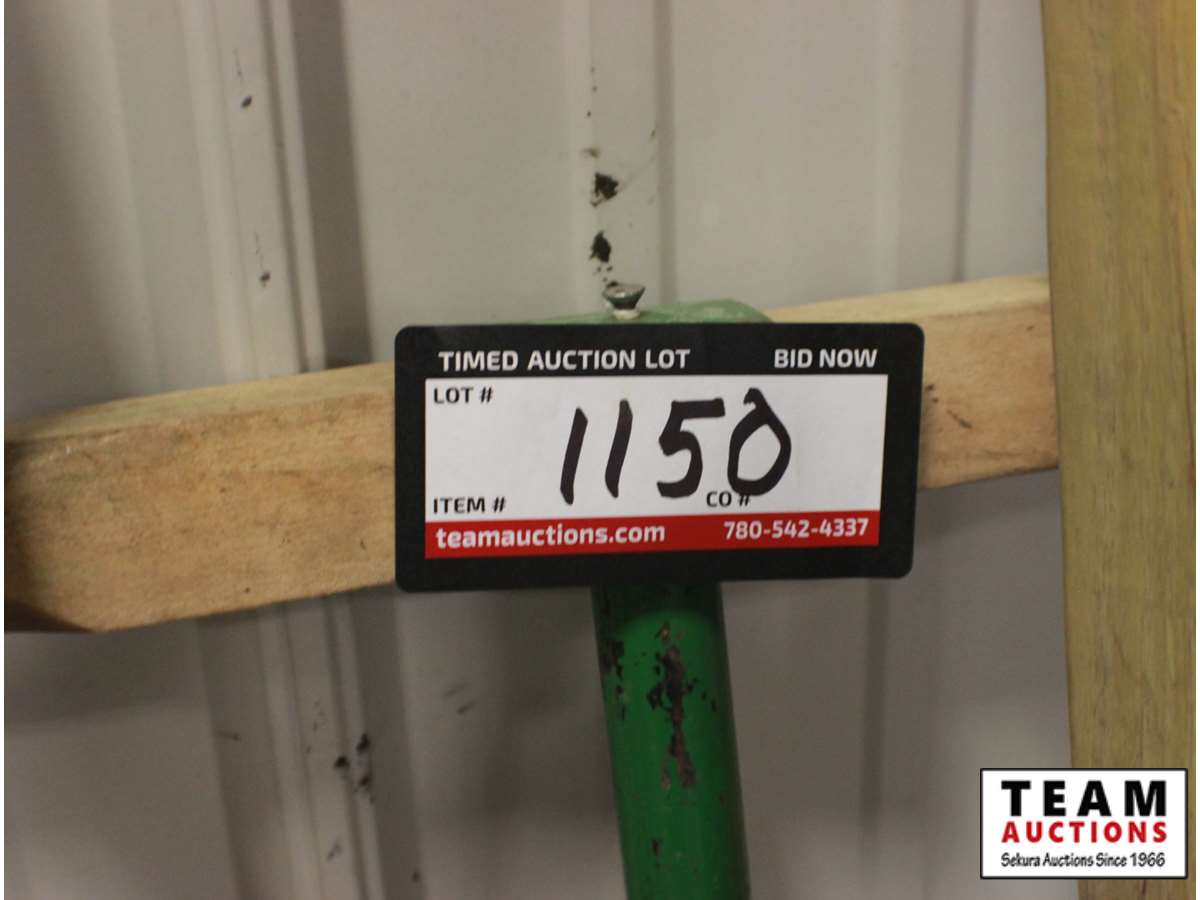 TIMED AUCTION LOT BID NOW
LOT #
1150
ITEM # CO #
teamauctions.com 780-542-4337
TEAM
AUCTIONS
Sekura Auctions Since 1966